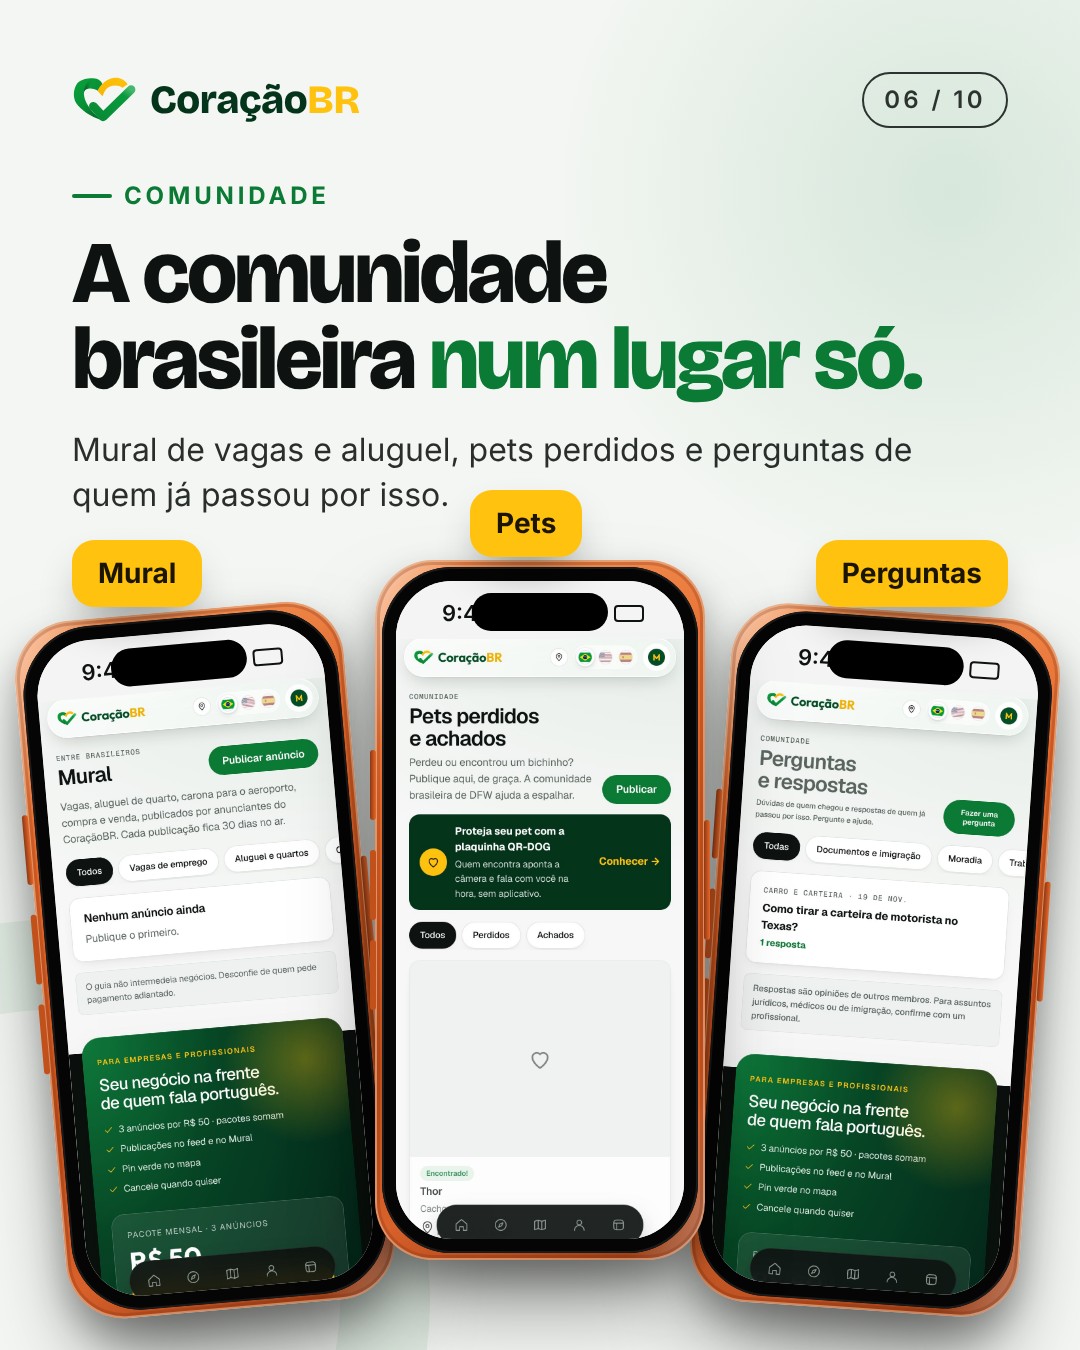 CoraçãoBR
06 / 10
COMUNIDADE
A comunidade
brasileira num lugar só.
Mural de vagas e aluguel, pets perdidos e perguntas de
quem já passou por isso.
Mural
Pets
Perguntas
CoraçãoBR
M
ENTRE BRASILEIROS
Mural
Publicar anúncio
Vagas, aluguel de quarto, carona para o aeroporto,
compra e venda, publicados por anunciantes do
CoraçãoBR. Cada publicação fica 30 dias no ar.
Todos
Vagas de emprego
Aluguel e quartos
Nenhum anúncio ainda
Publique o primeiro.
O guia não intermedeia negócios. Desconfie de quem pede
pagamento adiantado.
PARA EMPRESAS E PROFISSIONAIS
Seu negócio na frente
de quem fala português.
3 anúncios por R$ 50 · pacotes somam
Publicações no feed e no Mural
Pin verde no mapa
Cancele quando quiser
PACOTE MENSAL · 3 ANÚNCIOS
R$ 50
CoraçãoBR
M
COMUNIDADE
Pets perdidos
e achados
Perdeu ou encontrou um bichinho?
Publique aqui, de graça. A comunidade
brasileira de DFW ajuda a espalhar.
Publicar
Proteja seu pet com a
plaquinha QR-DOG
Quem encontra aponta a
câmera e fala com você na
hora, sem aplicativo.
Conhecer →
Todos
Perdidos
Achados
Encontrado!
Thor
CoraçãoBR
M
COMUNIDADE
Perguntas
e respostas
Dúvidas de quem chegou e respostas de quem já
passou por isso. Pergunte e ajude.
Fazer uma
pergunta
Todas
Documentos e imigração
Moradia
CARRO E CARTEIRA · 19 DE NOV.
Como tirar a carteira de motorista no
Texas?
1 resposta
Respostas são opiniões de outros membros. Para assuntos
jurídicos, médicos ou de imigração, confirme com um
profissional.
PARA EMPRESAS E PROFISSIONAIS
Seu negócio na frente
de quem fala português.
3 anúncios por R$ 50 · pacotes somam
Publicações no feed e no Mural
Pin verde no mapa
Cancele quando quiser